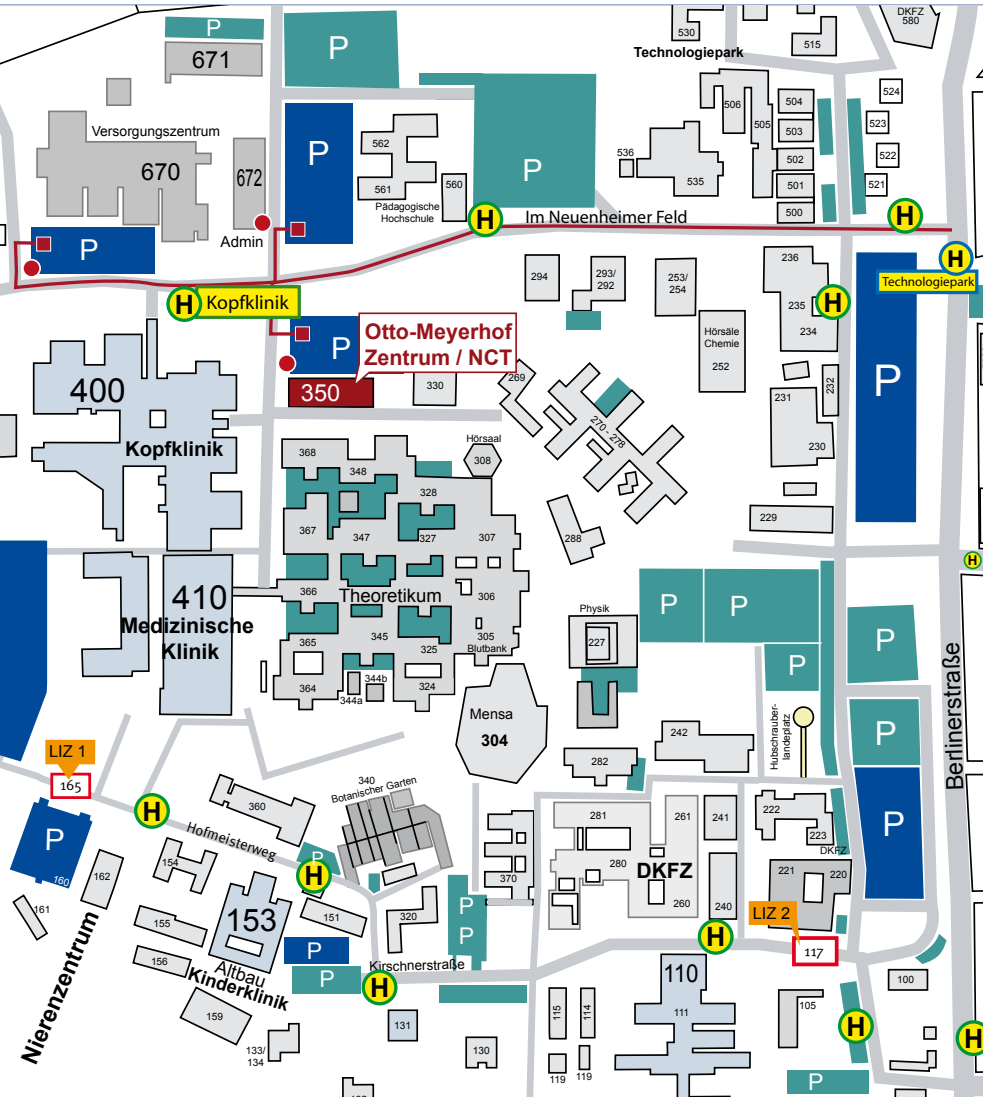 DKFZ
580
P
530
515
Technologiepark
P
671
524
506
504
505
523
503
Versorgungszentrum
562
P
522
502
536
670
672
P
535
501
521
561
560
500
Pädagogische
Hochschule
H
Im Neuenheimer Feld
H
Admin
P
236
H
Technologiepark
294
293/
292
253/
254
H
Kopfklinik
235
H
234
Otto-Meyerhof
Zentrum / NCT
P
Hörsäle
Chemie
252
350
330
269
232
P
400
231
270 - 278
Kopfklinik
368
348
Hörsaal
308
230
328
367
347
327
307
229
288
H
410
366
Theoretikum
306
P
P
Medizinische
Klinik
Physik
227
365
345
325
305
Blutbank
P
P
344b
364
344a
324
Mensa
304
Hubschrauber-
landeplatz
P
Berlinerstraße
242
LIZ 1
282
165
340
Botanischer Garten
H
360
222
P
281
261
241
223
Hofmeisterweg
DKFZ
P
P
160
154
162
H
280
DKFZ
221
220
370
161
153
151
320
P
260
240
LIZ 2
155
P
P
H
117
156
Altbau
Kinderklinik
P
Kirschnerstraße
H
110
100
Nierenzentrum
159
131
115
114
111
105
H
H
133/
134
130
119
119
P